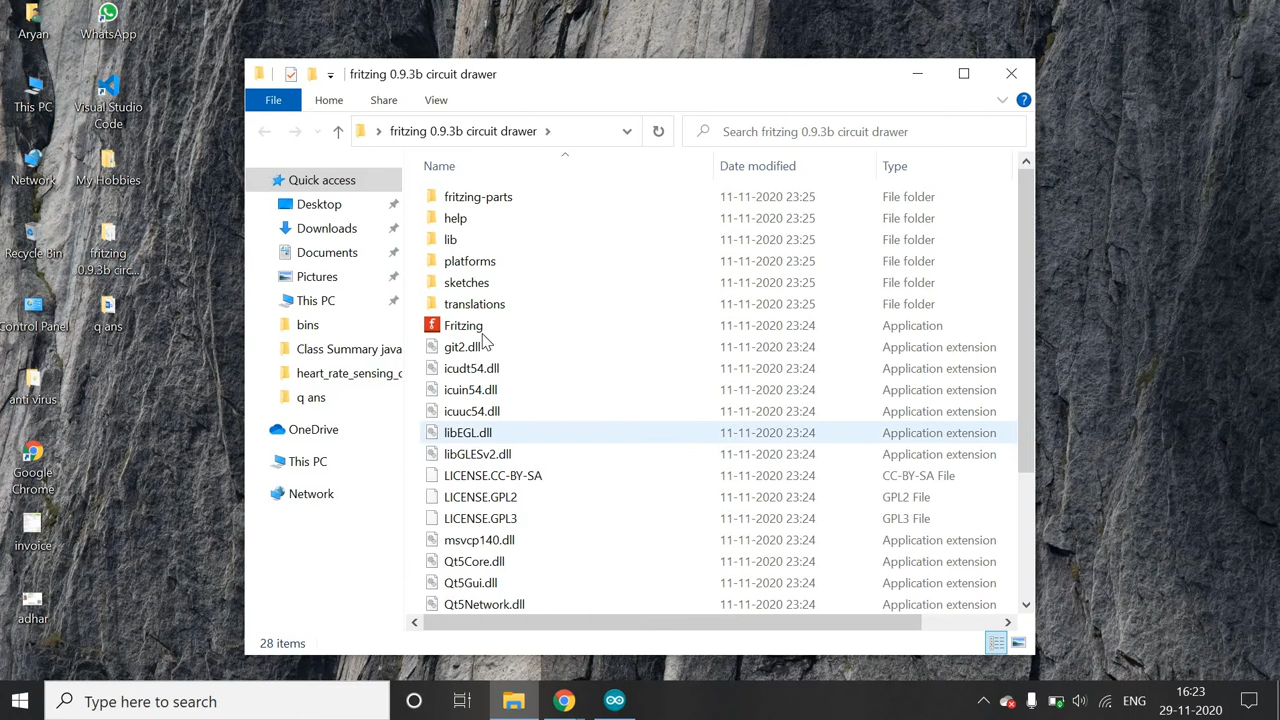 Aryan
WhatsApp
This PC
Visual Studio
Code
Network
My Hobbies
Recycle Bin
fritzing
0.9.3b circ...
Control Panel
q ans
anti virus
Google
Chrome
invoice
adhar
fritzing 0.9.3b circuit drawer
File
Home
Share
View
fritzing 0.9.3b circuit drawer
Search fritzing 0.9.3b circuit drawer
Quick access
Desktop
Downloads
Documents
Pictures
This PC
bins
Class Summary java
heart_rate_sensing_c
q ans
OneDrive
This PC
Network
Name Date modified Type
fritzing-parts 11-11-2020 23:25 File folder
help 11-11-2020 23:25 File folder
lib 11-11-2020 23:25 File folder
platforms 11-11-2020 23:25 File folder
sketches 11-11-2020 23:25 File folder
translations 11-11-2020 23:25 File folder
Fritzing 11-11-2020 23:24 Application
git2.dll 11-11-2020 23:24 Application extension
icudt54.dll 11-11-2020 23:24 Application extension
icuin54.dll 11-11-2020 23:24 Application extension
icuuc54.dll 11-11-2020 23:24 Application extension
libEGL.dll 11-11-2020 23:24 Application extension
libGLESv2.dll 11-11-2020 23:24 Application extension
LICENSE.CC-BY-SA 11-11-2020 23:24 CC-BY-SA File
LICENSE.GPL2 11-11-2020 23:24 GPL2 File
LICENSE.GPL3 11-11-2020 23:24 GPL3 File
msvcp140.dll 11-11-2020 23:24 Application extension
Qt5Core.dll 11-11-2020 23:24 Application extension
Qt5Gui.dll 11-11-2020 23:24 Application extension
Qt5Network.dll 11-11-2020 23:24 Application extension
28 items
Type here to search
ENG
16:23
29-11-2020